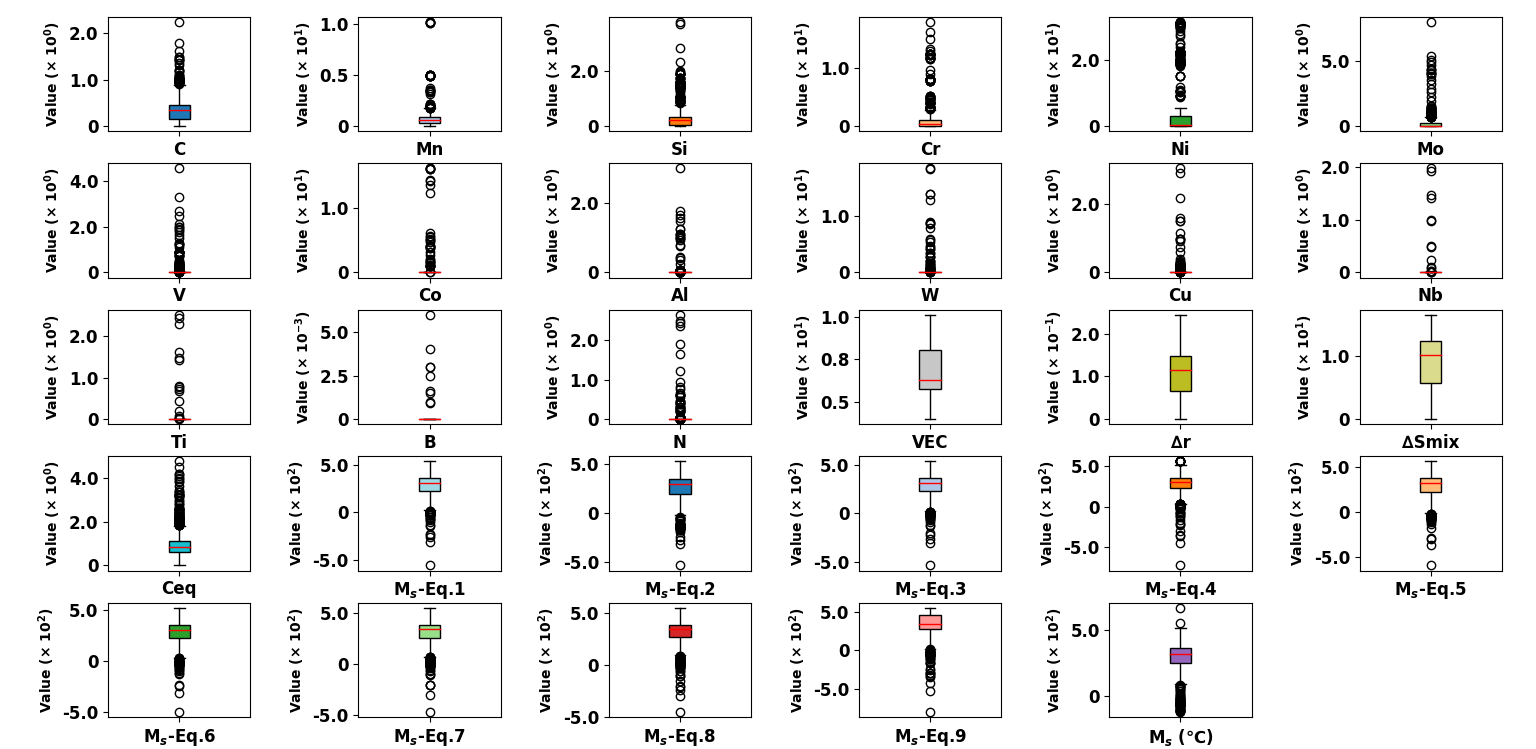 Value (× 10⁰) 2.0 1.0 0 C
Value (× 10¹) 1.0 0.5 0 Mn
Value (× 10⁰) 2.0 0 Si
Value (× 10¹) 1.0 0 Cr
Value (× 10¹) 2.0 0 Ni
Value (× 10⁰) 5.0 0 Mo
Value (× 10⁰) 4.0 2.0 0 V
Value (× 10¹) 1.0 0 Co
Value (× 10⁰) 2.0 0 Al
Value (× 10¹) 1.0 0 W
Value (× 10⁰) 2.0 0 Cu
Value (× 10⁰) 2.0 1.0 0 Nb
Value (× 10⁰) 2.0 1.0 0 Ti
Value (× 10⁻³) 5.0 2.5 0 B
Value (× 10⁰) 2.0 1.0 0 N
Value (× 10¹) 1.0 0.8 0.5 VEC
Value (× 10⁻¹) 2.0 1.0 0 Δr
Value (× 10¹) 1.0 0 ΔSmix
Value (× 10⁰) 4.0 2.0 0 Ceq
Value (× 10²) 5.0 0 -5.0 Mₛ-Eq.1
Value (× 10²) 5.0 0 -5.0 Mₛ-Eq.2
Value (× 10²) 5.0 0 -5.0 Mₛ-Eq.3
Value (× 10²) 5.0 0 -5.0 Mₛ-Eq.4
Value (× 10²) 5.0 0 -5.0 Mₛ-Eq.5
Value (× 10²) 5.0 0 -5.0 Mₛ-Eq.6
Value (× 10²) 5.0 0 -5.0 Mₛ-Eq.7
Value (× 10²) 5.0 0 -5.0 Mₛ-Eq.8
Value (× 10²) 5.0 0 -5.0 Mₛ-Eq.9
Value (× 10²) 5.0 0 Mₛ (°C)